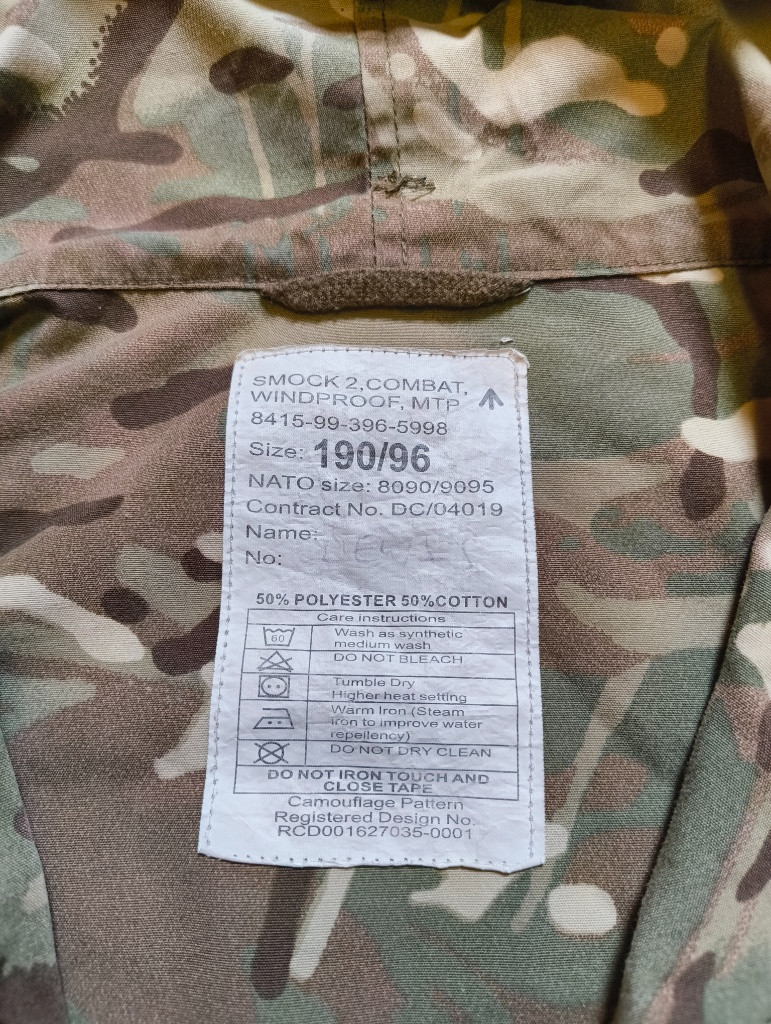 SMOCK 2, COMBAT,
WINDPROOF, MTP
8415-99-396-5998
Size: 190/96
NATO size: 8090/9095
Contract No. DC/04019
Name:
No:
50% POLYESTER 50%COTTON
Care instructions
60
Wash as synthetic
medium wash
DO NOT BLEACH
Tumble Dry
Higher heat setting
Warm Iron (Steam
iron to improve water
repellency)
DO NOT DRY CLEAN
DO NOT IRON TOUCH AND
CLOSE TAPE
Camouflage Pattern
Registered Design No.
RCD001627035-0001